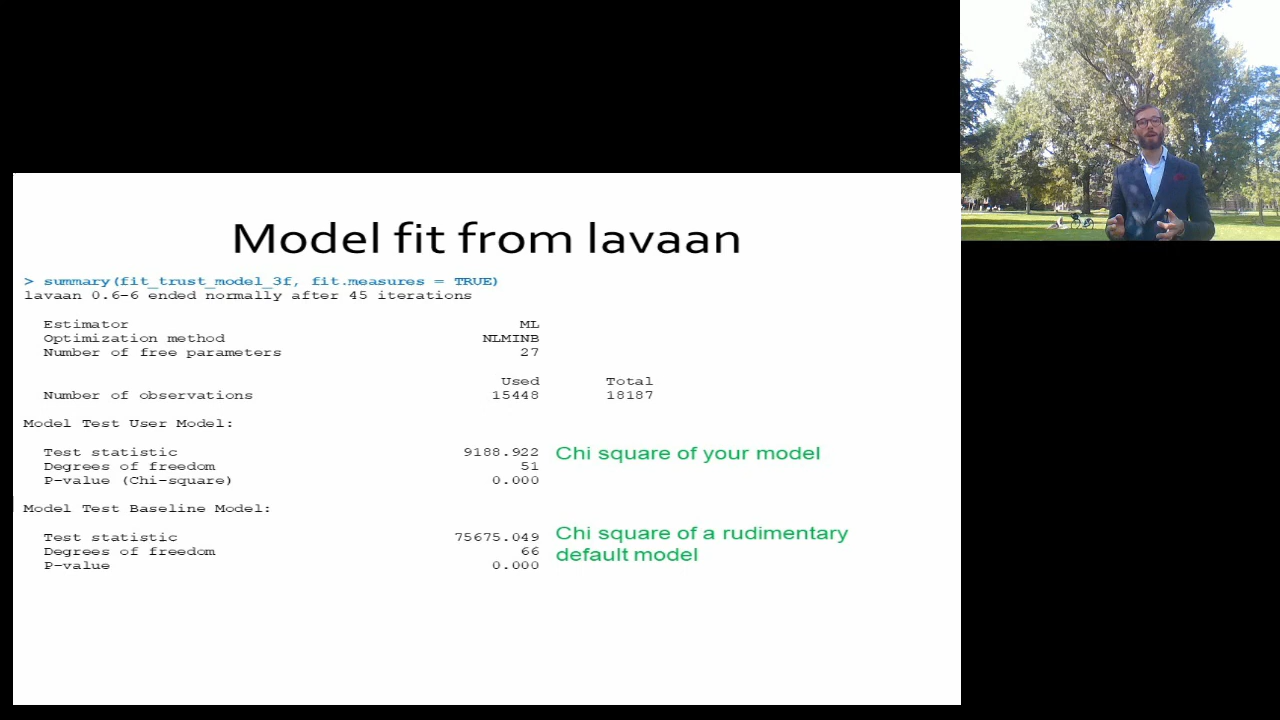 Model fit from lavaan
> summary(fit_trust_model_3f, fit.measures = TRUE)
lavaan 0.6-6 ended normally after 45 iterations
Estimator ML
Optimization method NLMINB
Number of free parameters 27
Used Total
Number of observations 15448 18187
Model Test User Model:
Test statistic 9188.922 Chi square of your model
Degrees of freedom 51
P-value (Chi-square) 0.000
Model Test Baseline Model:
Test statistic 75675.049 Chi square of a rudimentary
Degrees of freedom 66 default model
P-value 0.000